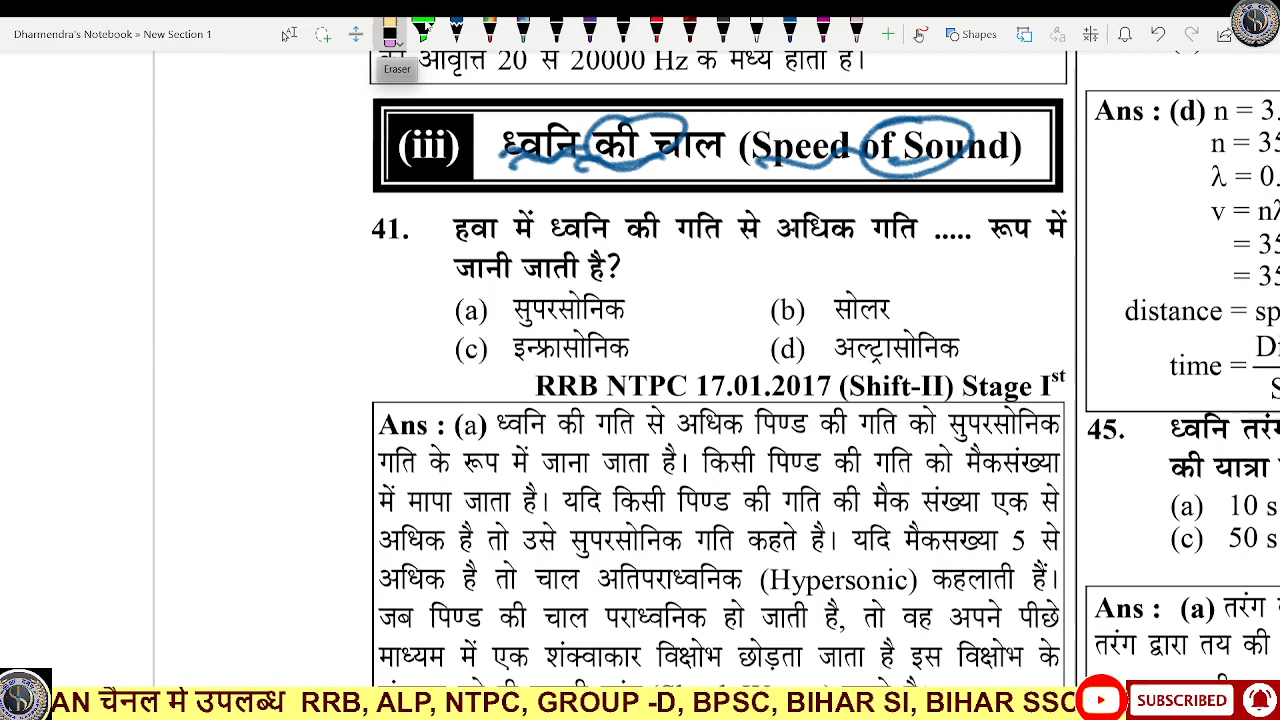 Dharmendra's Notebook » New Section 1
Shapes
Eraser
की आवृत्ति 20 से 20000 Hz के मध्य होती है।
(iii) ध्वनि की चाल (Speed of Sound)
41. हवा में ध्वनि की गति से अधिक गति ..... रूप में
जानी जाती है?
(a) सुपरसोनिक (b) सोलर
(c) इन्फ्रासोनिक (d) अल्ट्रासोनिक
RRB NTPC 17.01.2017 (Shift-II) Stage Ist
Ans : (a) ध्वनि की गति से अधिक पिण्ड की गति को सुपरसोनिक
गति के रूप में जाना जाता है। किसी पिण्ड की गति को मैकसंख्या
में मापा जाता है। यदि किसी पिण्ड की गति की मैक संख्या एक से
अधिक है तो उसे सुपरसोनिक गति कहते है। यदि मैकसख्या 5 से
अधिक है तो चाल अतिपराध्वनिक (Hypersonic) कहलाती हैं।
जब पिण्ड की चाल पराध्वनिक हो जाती है, तो वह अपने पीछे
माध्यम में एक शंक्वाकार विक्षोभ छोड़ता जाता है इस विक्षोभ के
Ans : (d) n = 3
n = 35
λ = 0.
v = n
= 35
= 35
distance = sp
time =
45. ध्वनि तरंग
की यात्रा
(a) 10 s
(c) 50 s
Ans : (a) तरंग
तरंग द्वारा तय की
AN चैनल में उपलब्ध RRB, ALP, NTPC, GROUP -D, BPSC, BIHAR SI, BIHAR SSC
SUBSCRIBED